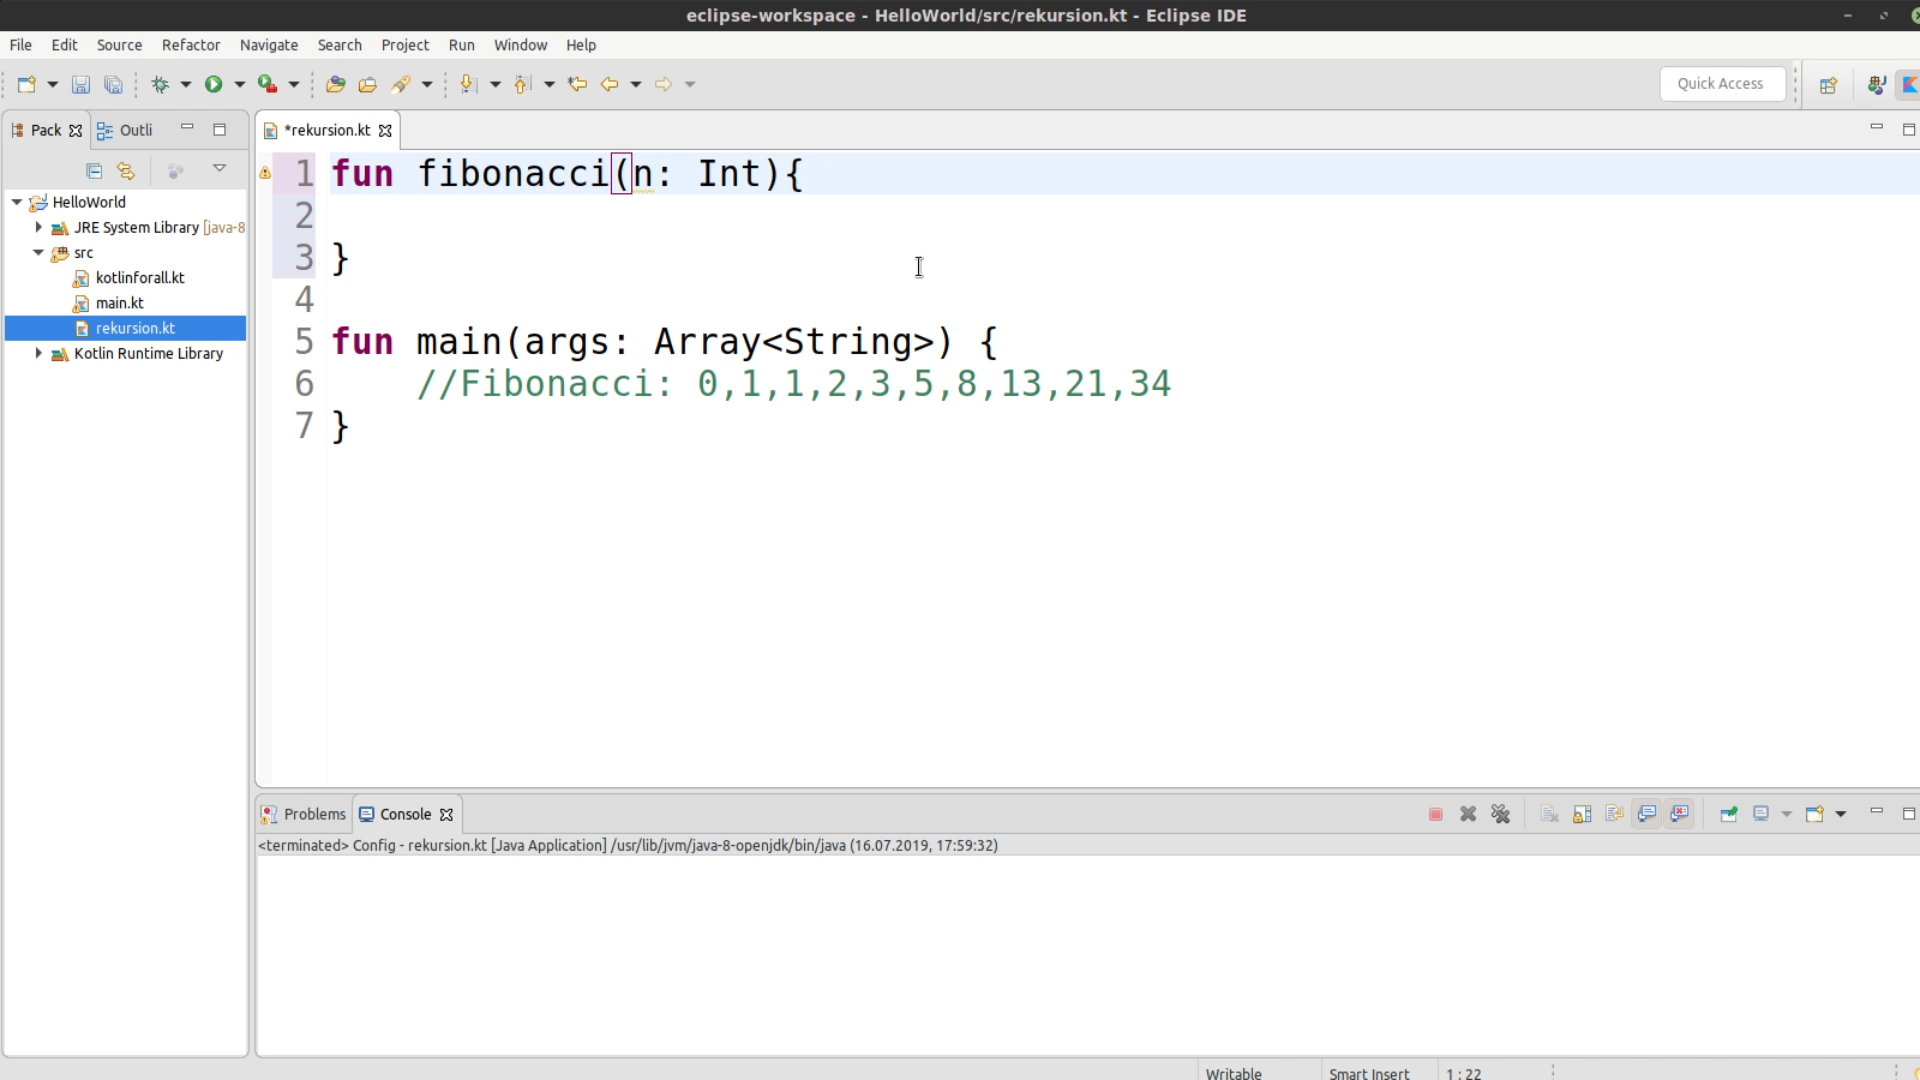 eclipse-workspace - HelloWorld/src/rekursion.kt - Eclipse IDE
File Edit Source Refactor Navigate Search Project Run Window Help
Quick Access
Pack Outli
*rekursion.kt
HelloWorld
JRE System Library [java-8
src
kotlinforall.kt
main.kt
rekursion.kt
Kotlin Runtime Library
1 fun fibonacci(n: Int){
2
3 }
4
5 fun main(args: Array<String>) {
6 //Fibonacci: 0,1,1,2,3,5,8,13,21,34
7 }
Problems Console
<terminated> Config - rekursion.kt [Java Application] /usr/lib/jvm/java-8-openjdk/bin/java (16.07.2019, 17:59:32)
Writable Smart Insert 1 : 22